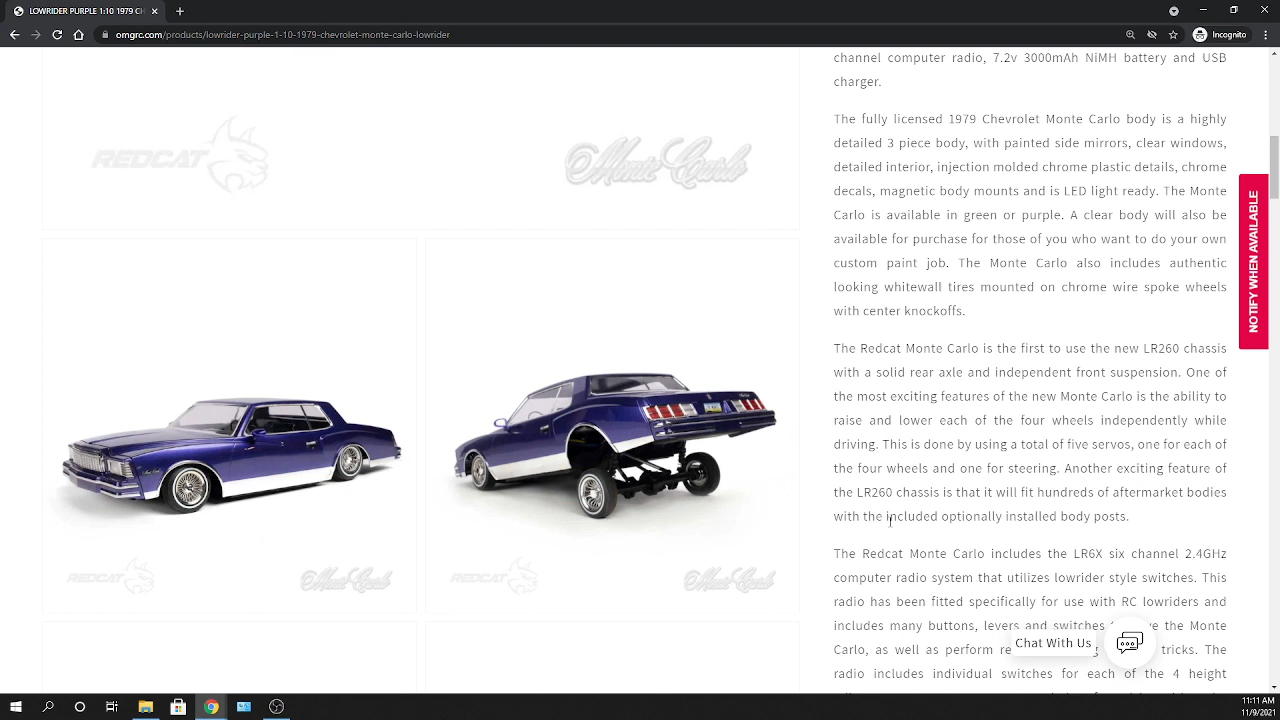 LOWRIDER PURPLE 1:10 1979 CH
Incognito
omgrc.com/products/lowrider-purple-1-10-1979-chevrolet-monte-carlo-lowrider
channel computer radio, 7.2v 3000mAh NiMH battery and USB
charger.
REDCAT
Monte Carlo
The fully licensed 1979 Chevrolet Monte Carlo body is a highly
detailed 3 piece body, with painted side mirrors, clear windows,
detailed interior, injection molded chrome plastic details, chrome
decals, magnetic body mounts and is LED light ready. The Monte
Carlo is available in green or purple. A clear body will also be
available for purchase for those of you who want to do your own
custom paint job. The Monte Carlo also includes authentic
looking whitewall tires mounted on chrome wire spoke wheels
with center knockoffs.
NOTIFY WHEN AVAILABLE
The Redcat Monte Carlo is the first to use the new LR260 chassis
with a solid rear axle and independent front suspension. One of
the most exciting features of the new Monte Carlo is the ability to
raise and lower each of the four wheels independently while
driving. This is done by using a total of five servos, one for each of
the four wheels and one for steering. Another exciting feature of
the LR260 chassis is that it will fit hundreds of aftermarket bodies
with the included optionally installed body posts.
REDCAT
Monte Carlo
REDCAT
Monte Carlo
The Redcat Monte Carlo includes the LR6X six channel 2.4GHz
computer radio system that utilizes lowrider style switches. This
radio has been fitted specifically for use with RC lowriders and
includes many buttons, levers and switches the Monte
Carlo, as well as perform tricks. The
radio includes individual switches for each of the 4 height
Chat With Us
11:11 AM
11/9/2021